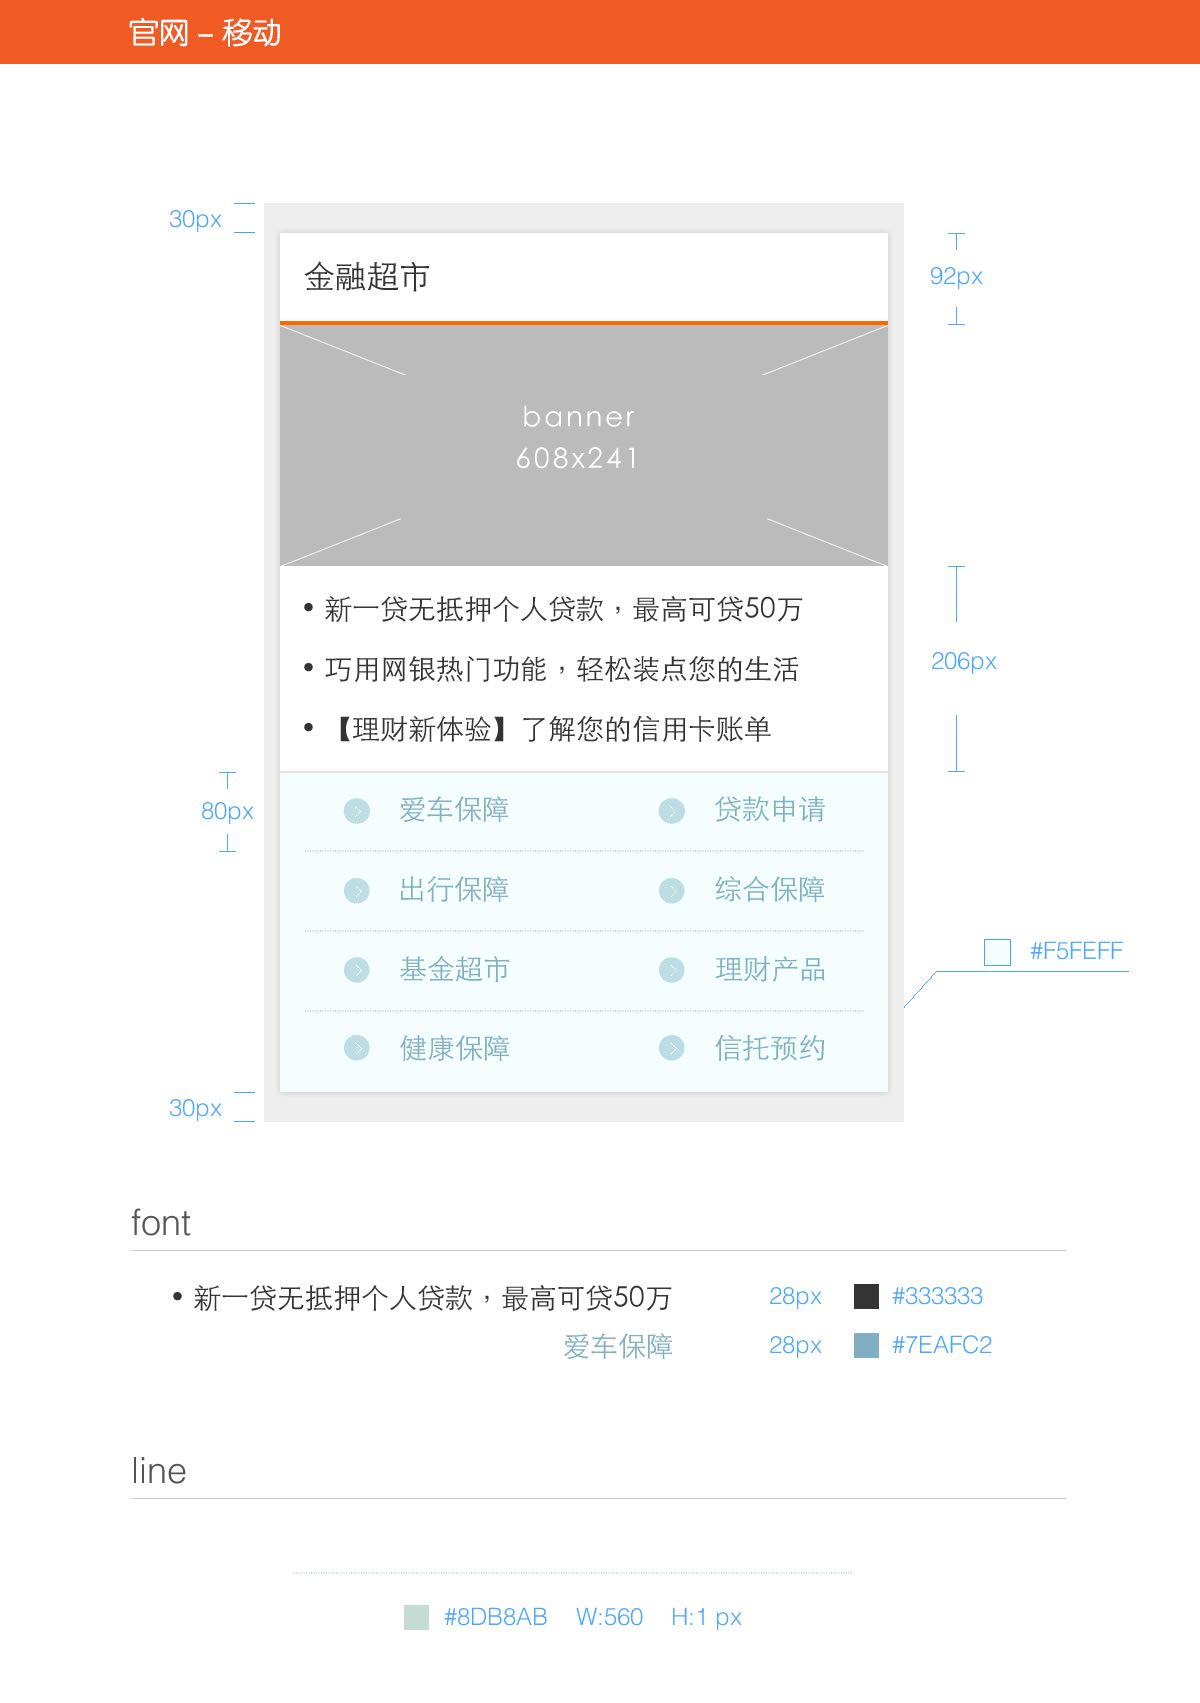 官网 – 移动
30px
金融超市
92px
banner
608x241
• 新一贷无抵押个人贷款，最高可贷50万
• 巧用网银热门功能，轻松装点您的生活
206px
• 【理财新体验】了解您的信用卡账单
80px
爱车保障 贷款申请
出行保障 综合保障
#F5FEFF
基金超市 理财产品
健康保障 信托预约
30px
font
• 新一贷无抵押个人贷款，最高可贷50万 28px #333333
爱车保障 28px #7EAFC2
line
#8DB8AB W:560 H:1 px